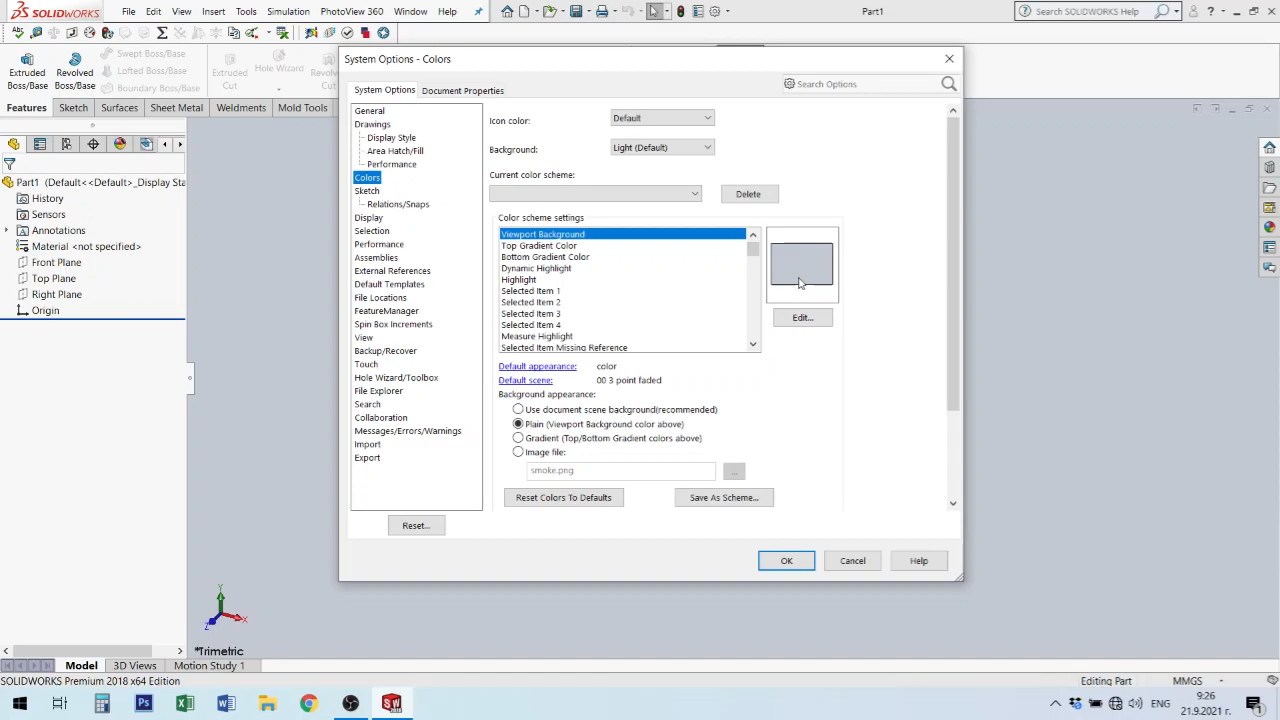 SOLIDWORKS File Edit View Insert Tools Simulation PhotoView 360 Window Help Part1 Search SOLIDWORKS Help
Extruded Boss/Base
Revolved Boss/Base
Swept Boss/Base
Lofted Boss/Base
Boundary Boss/Base
Extruded Cut
Hole Wizard
Revolv
Cut
Features Sketch Surfaces Sheet Metal Weldments Mold Tools
Part1 (Default<<Default>_Display Sta
History
Sensors
Annotations
Material <not specified>
Front Plane
Top Plane
Right Plane
Origin
System Options - Colors
System Options Document Properties
Search Options
General
Drawings
Display Style
Area Hatch/Fill
Performance
Colors
Sketch
Relations/Snaps
Display
Selection
Performance
Assemblies
External References
Default Templates
File Locations
FeatureManager
Spin Box Increments
View
Backup/Recover
Touch
Hole Wizard/Toolbox
File Explorer
Search
Collaboration
Messages/Errors/Warnings
Import
Export
Reset...
Icon color: Default
Background: Light (Default)
Current color scheme:
Delete
Color scheme settings
Viewport Background
Top Gradient Color
Bottom Gradient Color
Dynamic Highlight
Highlight
Selected Item 1
Selected Item 2
Selected Item 3
Selected Item 4
Measure Highlight
Selected Item Missing Reference
Edit...
Default appearance: color
Default scene: 00 3 point faded
Background appearance:
Use document scene background(recommended)
Plain (Viewport Background color above)
Gradient (Top/Bottom Gradient colors above)
Image file:
smoke.png ...
Reset Colors To Defaults Save As Scheme...
OK Cancel Help
Y
X
Z
*Trimetric
Model 3D Views Motion Study 1
SOLIDWORKS Premium 2018 x64 Edition Editing Part MMGS
Ps
ENG
9:26
21.9.2021 г.
1